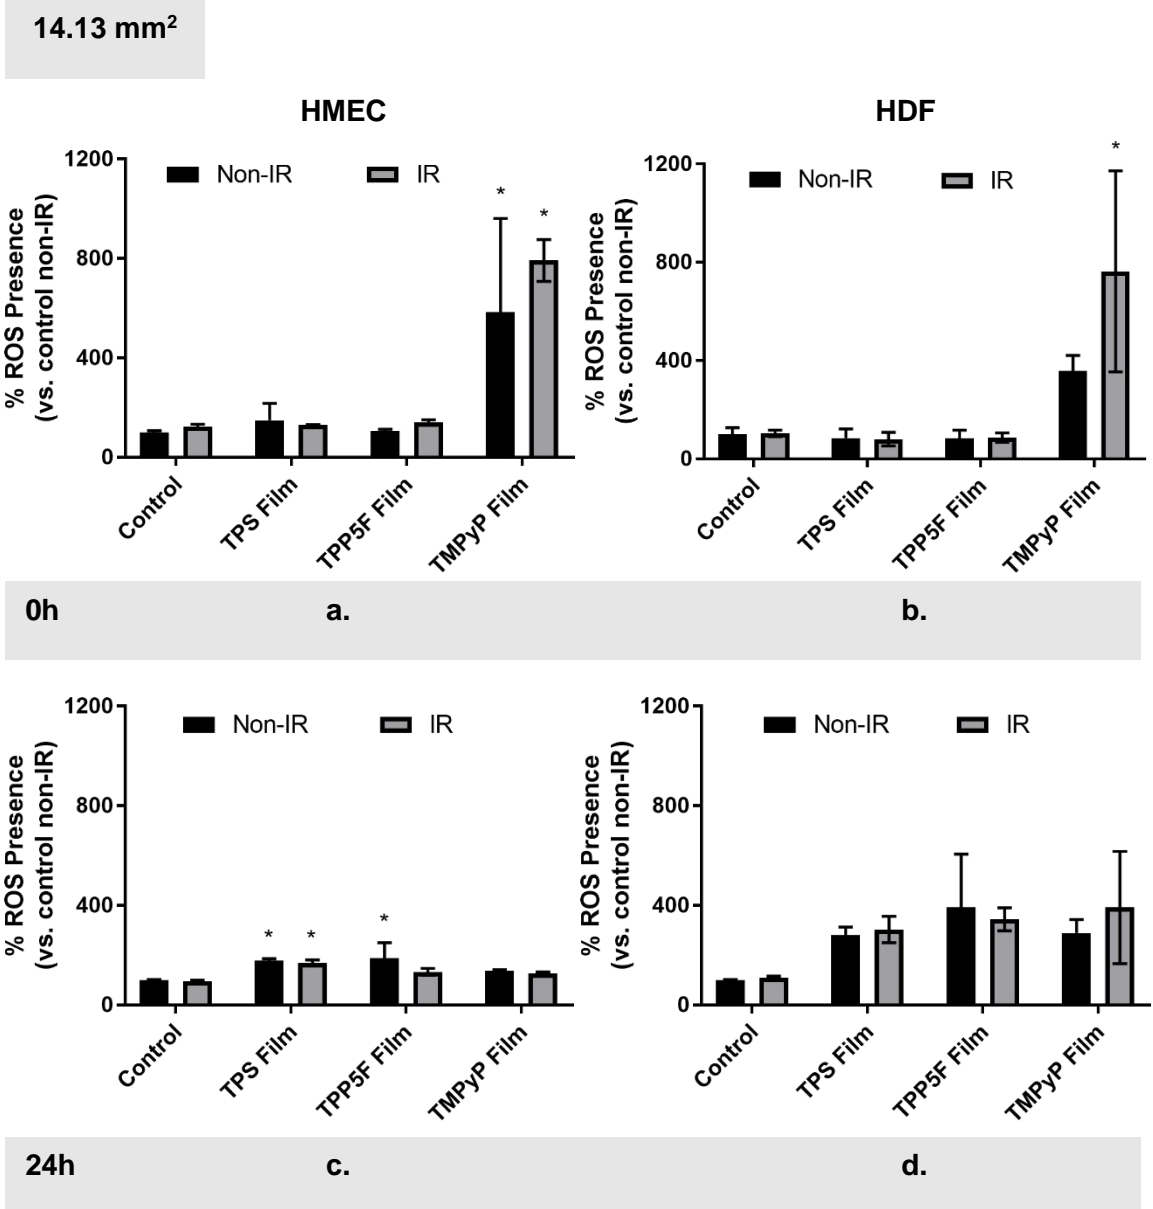 14.13 mm²
HMEC
HDF
% ROS Presence
(vs. control non-IR)
1200
800
400
0
Non-IR
IR
*
*
Control
TPS Film
TPP5F Film
TMPyP Film
% ROS Presence
(vs. control non-IR)
1200
800
400
0
Non-IR
IR
*
Control
TPS Film
TPP5F Film
TMPyP Film
0h a. b.
% ROS Presence
(vs. control non-IR)
1200
800
400
0
Non-IR
IR
*
*
*
Control
TPS Film
TPP5F Film
TMPyP Film
% ROS Presence
(vs. control non-IR)
1200
800
400
0
Non-IR
IR
Control
TPS Film
TPP5F Film
TMPyP Film
24h c. d.